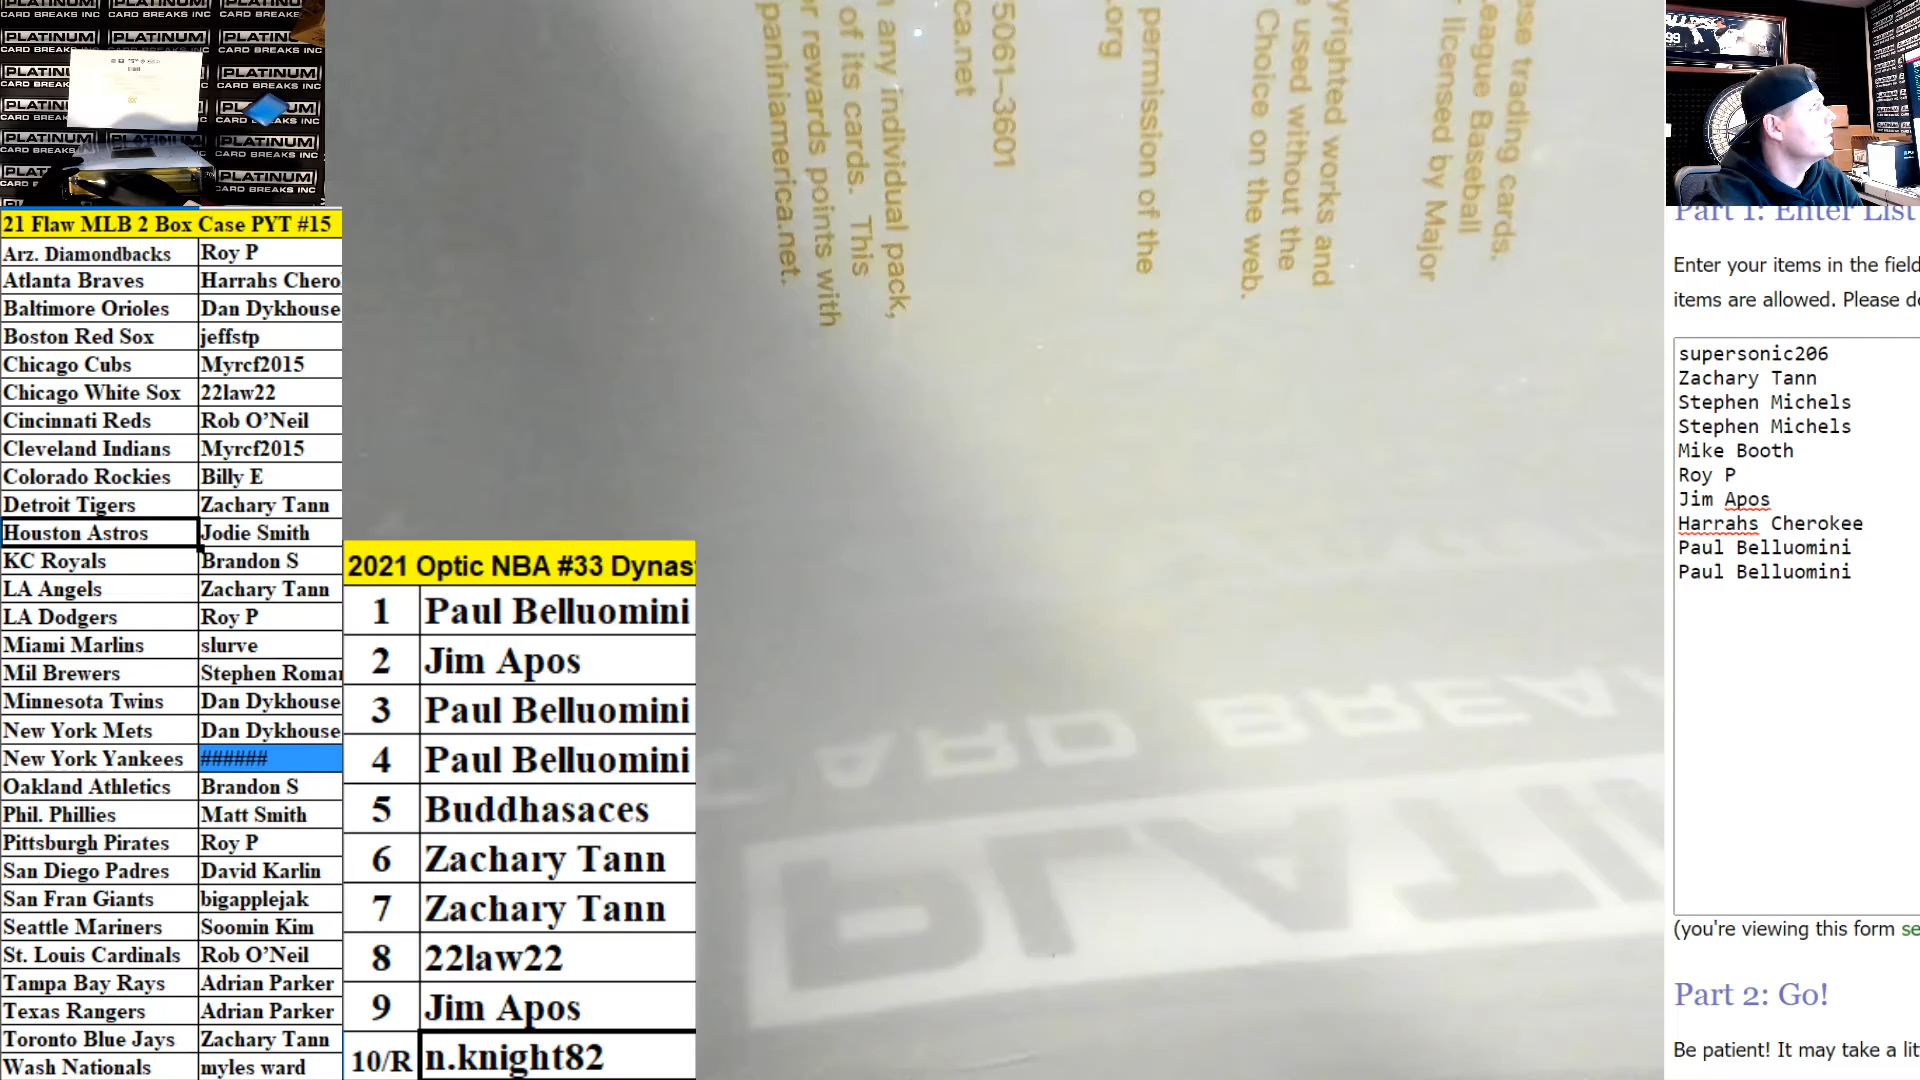 PLATINUM
CARD BREAKS INC
21 Flaw MLB 2 Box Case PYT #15
Arz. Diamondbacks Roy P
Atlanta Braves Harrahs Chero
Baltimore Orioles Dan Dykhouse
Boston Red Sox jeffstp
Chicago Cubs Myrcf2015
Chicago White Sox 22law22
Cincinnati Reds Rob O’Neil
Cleveland Indians Myrcf2015
Colorado Rockies Billy E
Detroit Tigers Zachary Tann
Houston Astros Jodie Smith
KC Royals Brandon S
LA Angels Zachary Tann
LA Dodgers Roy P
Miami Marlins slurve
Mil Brewers Stephen Roma
Minnesota Twins Dan Dykhouse
New York Mets Dan Dykhouse
New York Yankees ######
Oakland Athletics Brandon S
Phil. Phillies Matt Smith
Pittsburgh Pirates Roy P
San Diego Padres David Karlin
San Fran Giants bigapplejak
Seattle Mariners Soomin Kim
St. Louis Cardinals Rob O’Neil
Tampa Bay Rays Adrian Parker
Texas Rangers Adrian Parker
Toronto Blue Jays Zachary Tann
Wash Nationals myles ward
2021 Optic NBA #33 Dynas
1 Paul Belluomini
2 Jim Apos
3 Paul Belluomini
4 Paul Belluomini
5 Buddhasaces
6 Zachary Tann
7 Zachary Tann
8 22law22
9 Jim Apos
10/R n.knight82
ase trading cards.
eague Baseball
licensed by Major
yrighted works and
used without the
Choice on the web.
permission of the
.org
5061-3601
ca.net
any individual pack,
of its cards. This
r rewards points with
paniniamerica.net.
ARD BREA
PLATI
99
Part 1: Enter List
Enter your items in the field
items are allowed. Please do
supersonic206
Zachary Tann
Stephen Michels
Stephen Michels
Mike Booth
Roy P
Jim Apos
Harrahs Cherokee
Paul Belluomini
Paul Belluomini
(you're viewing this form se
Part 2: Go!
Be patient! It may take a lit